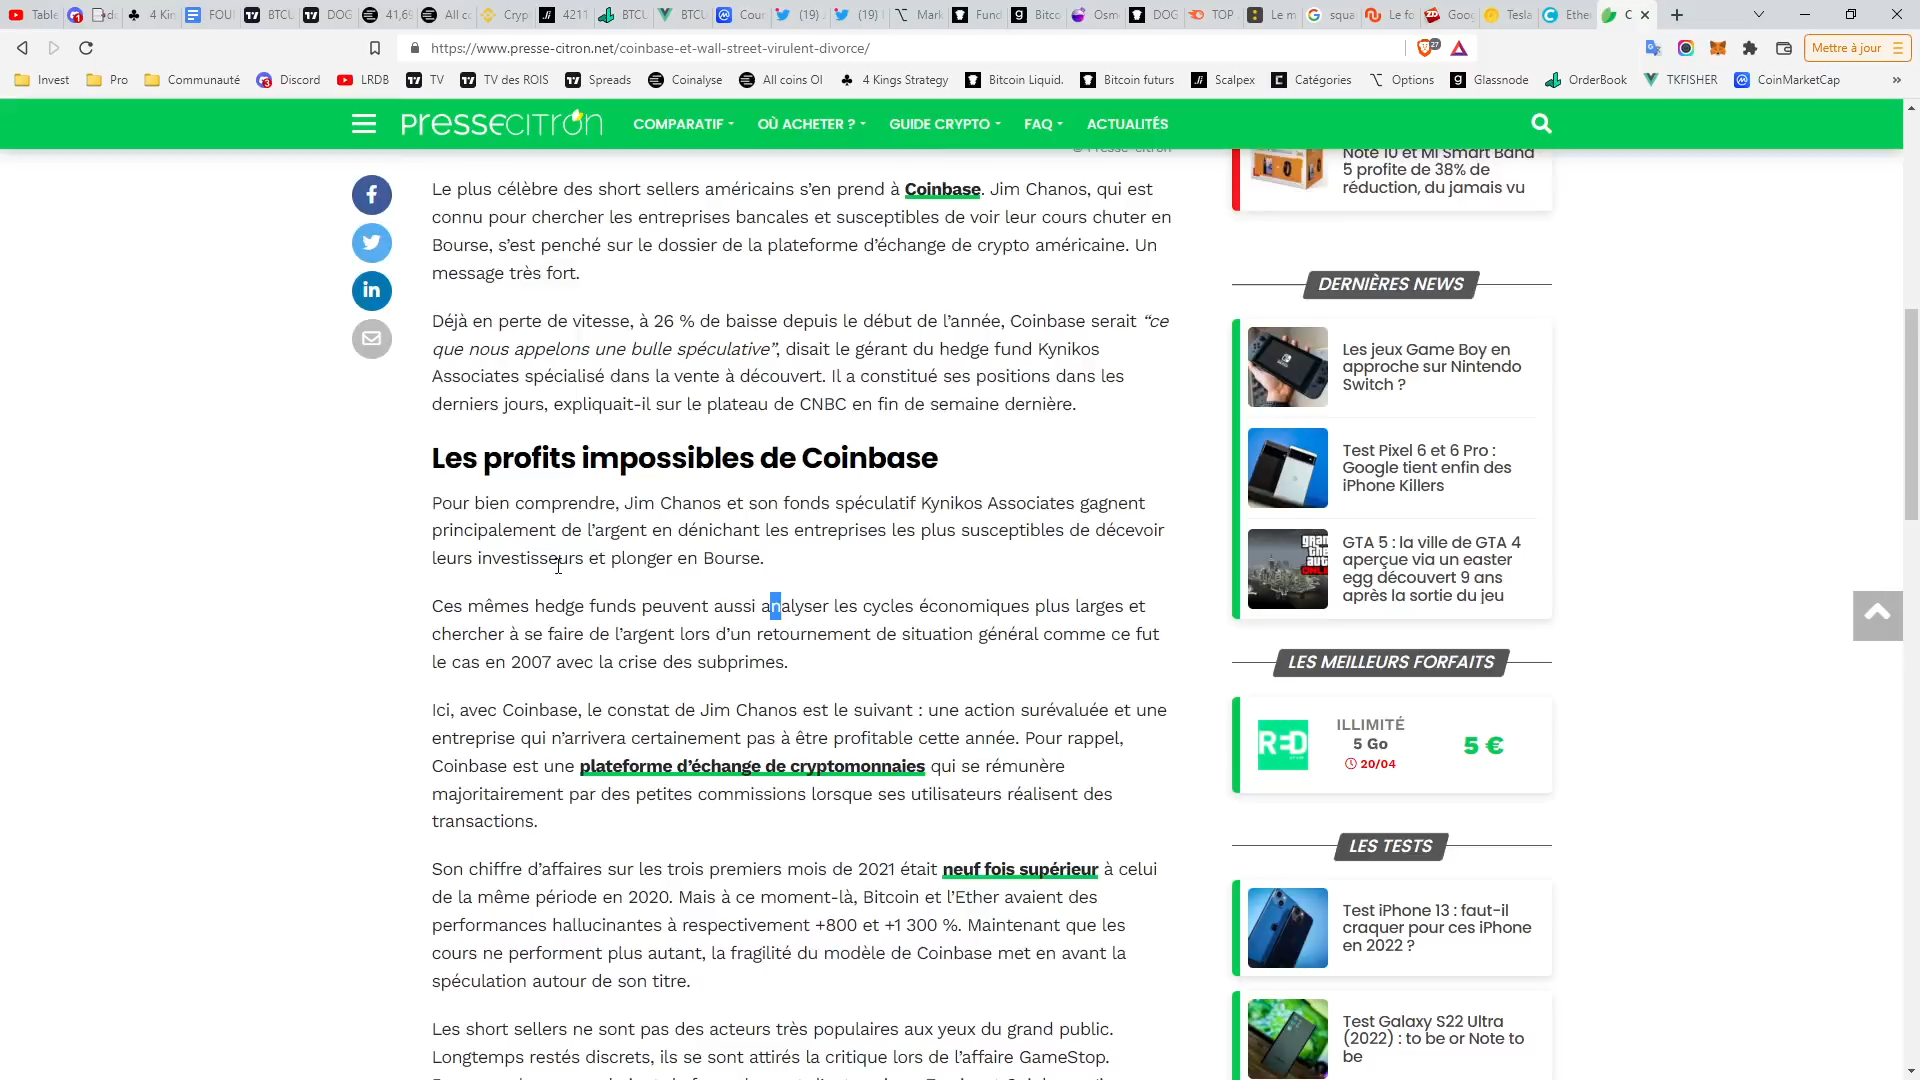 Table
4 Kin
FOUI
BTCU
DOG
41,69
All co
Cryp
4211
BTCU
BTCU
Cour
(19)
(19)
Mark
Fund
Bitco
Osm
DOG
TOP
Le m
squa
Le fo
Goog
Tesla
Ether
C
https://www.presse-citron.net/coinbase-et-wall-street-virulent-divorce/
27
Mettre à jour
Invest
Pro
Communauté
Discord
LRDB
TV
TV des ROIS
Spreads
Coinalyse
All coins OI
4 Kings Strategy
Bitcoin Liquid.
Bitcoin futurs
Scalpex
Catégories
Options
Glassnode
OrderBook
TKFISHER
CoinMarketCap
»
PRESSECITRON
COMPARATIF
OÙ ACHETER ?
GUIDE CRYPTO
FAQ
ACTUALITÉS
© Presse-citron
Le plus célèbre des short sellers américains s’en prend à Coinbase. Jim Chanos, qui est
connu pour chercher les entreprises bancales et susceptibles de voir leur cours chuter en
Bourse, s’est penché sur le dossier de la plateforme d’échange de crypto américaine. Un
message très fort.
Déjà en perte de vitesse, à 26 % de baisse depuis le début de l’année, Coinbase serait “ce
que nous appelons une bulle spéculative”, disait le gérant du hedge fund Kynikos
Associates spécialisé dans la vente à découvert. Il a constitué ses positions dans les
derniers jours, expliquait-il sur le plateau de CNBC en fin de semaine dernière.
Les profits impossibles de Coinbase
Pour bien comprendre, Jim Chanos et son fonds spéculatif Kynikos Associates gagnent
principalement de l’argent en dénichant les entreprises les plus susceptibles de décevoir
leurs investisseurs et plonger en Bourse.
Ces mêmes hedge funds peuvent aussi analyser les cycles économiques plus larges et
chercher à se faire de l’argent lors d’un retournement de situation général comme ce fut
le cas en 2007 avec la crise des subprimes.
Ici, avec Coinbase, le constat de Jim Chanos est le suivant : une action surévaluée et une
entreprise qui n’arrivera certainement pas à être profitable cette année. Pour rappel,
Coinbase est une plateforme d’échange de cryptomonnaies qui se rémunère
majoritairement par des petites commissions lorsque ses utilisateurs réalisent des
transactions.
Son chiffre d’affaires sur les trois premiers mois de 2021 était neuf fois supérieur à celui
de la même période en 2020. Mais à ce moment-là, Bitcoin et l’Ether avaient des
performances hallucinantes à respectivement +800 et +1 300 %. Maintenant que les
cours ne performent plus autant, la fragilité du modèle de Coinbase met en avant la
spéculation autour de son titre.
Les short sellers ne sont pas des acteurs très populaires aux yeux du grand public.
Longtemps restés discrets, ils se sont attirés la critique lors de l’affaire GameStop.
Note 10 et Mi Smart Band
5 profite de 38% de
réduction, du jamais vu
DERNIÈRES NEWS
Les jeux Game Boy en
approche sur Nintendo
Switch ?
Test Pixel 6 et 6 Pro :
Google tient enfin des
iPhone Killers
GTA 5 : la ville de GTA 4
aperçue via un easter
egg découvert 9 ans
après la sortie du jeu
LES MEILLEURS FORFAITS
RED
ILLIMITÉ
5 Go
20/04
5 €
LES TESTS
Test iPhone 13 : faut-il
craquer pour ces iPhone
en 2022 ?
Test Galaxy S22 Ultra
(2022) : to be or Note to
be